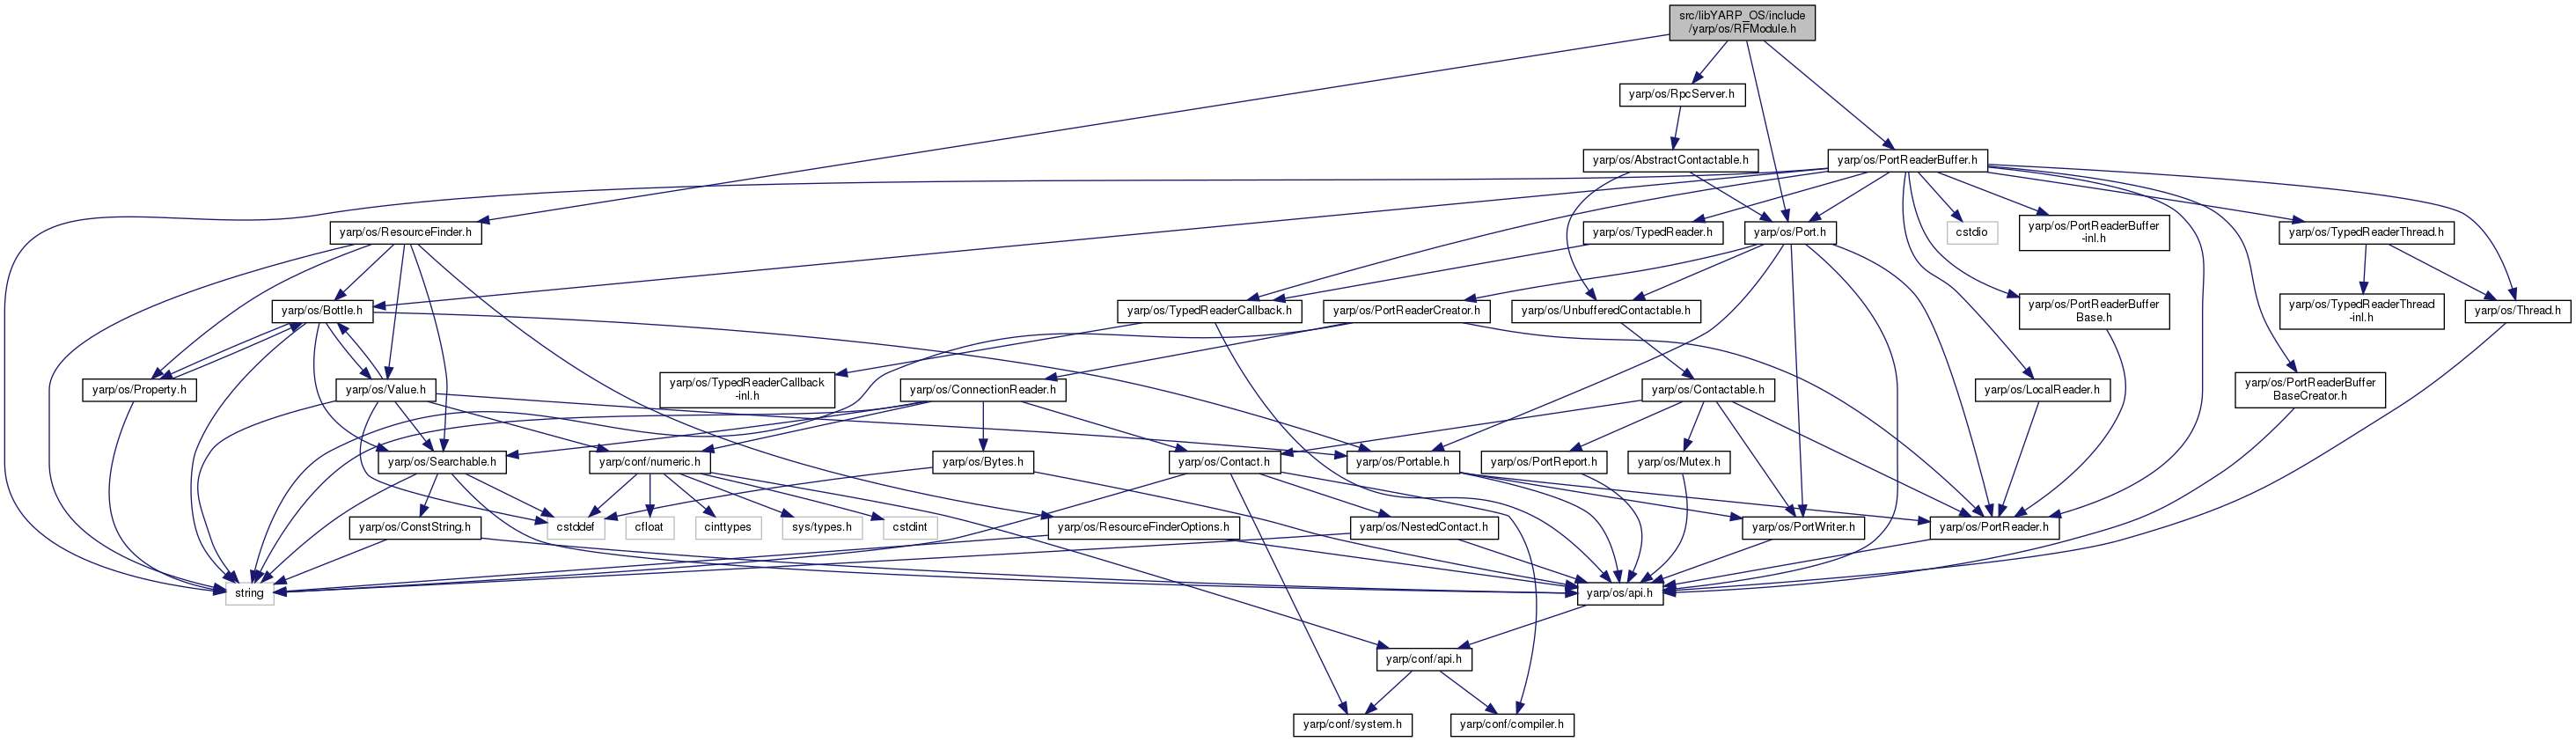 src/libYARP_OS/include
/yarp/os/RFModule.h
yarp/os/RpcServer.h
yarp/os/AbstractContactable.h
yarp/os/PortReaderBuffer.h
yarp/os/ResourceFinder.h
yarp/os/TypedReader.h
yarp/os/Port.h
cstdio
yarp/os/PortReaderBuffer
-inl.h
yarp/os/TypedReaderThread.h
yarp/os/Bottle.h
yarp/os/TypedReaderCallback.h
yarp/os/PortReaderCreator.h
yarp/os/UnbufferedContactable.h
yarp/os/PortReaderBuffer
Base.h
yarp/os/TypedReaderThread
-inl.h
yarp/os/Thread.h
yarp/os/Property.h
yarp/os/Value.h
yarp/os/TypedReaderCallback
-inl.h
yarp/os/ConnectionReader.h
yarp/os/Contactable.h
yarp/os/LocalReader.h
yarp/os/PortReaderBuffer
BaseCreator.h
yarp/os/Searchable.h
yarp/conf/numeric.h
yarp/os/Bytes.h
yarp/os/Contact.h
yarp/os/Portable.h
yarp/os/PortReport.h
yarp/os/Mutex.h
yarp/os/ConstString.h
cstddef
cfloat
cinttypes
sys/types.h
cstdint
yarp/os/ResourceFinderOptions.h
yarp/os/NestedContact.h
yarp/os/PortWriter.h
yarp/os/PortReader.h
string
yarp/os/api.h
yarp/conf/api.h
yarp/conf/system.h
yarp/conf/compiler.h